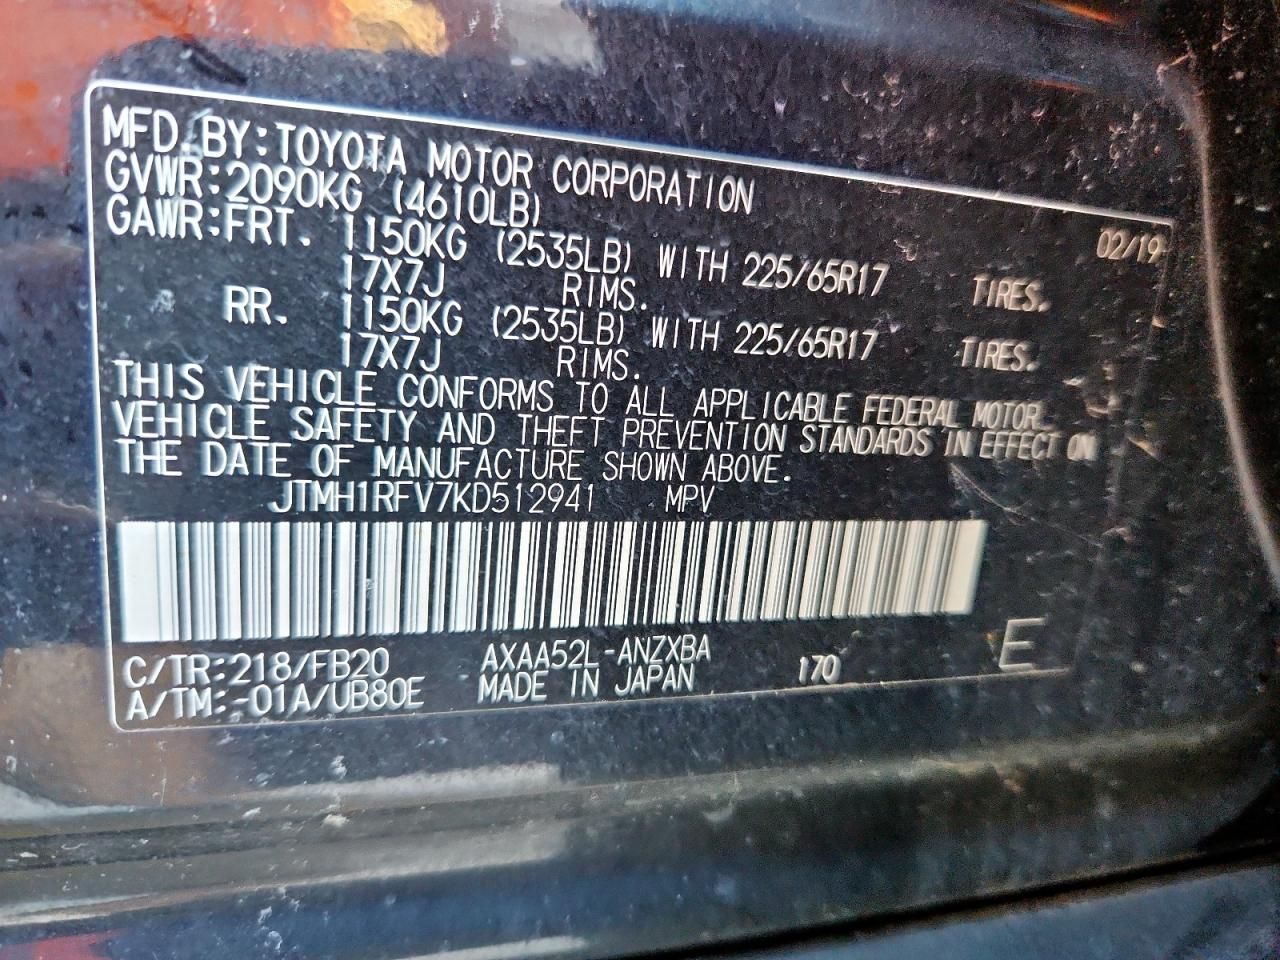 MFD.BY:TOYOTA MOTOR CORPORATION 02/19
GVWR:2090KG (4610LB)
GAWR:FRT. 1150KG (2535LB) WITH 225/65R17 TIRES.
17X7J RIMS.
RR. 1150KG (2535LB) WITH 225/65R17 TIRES.
17X7J RIMS.
THIS VEHICLE CONFORMS TO ALL APPLICABLE FEDERAL MOTOR
VEHICLE SAFETY AND THEFT PREVENTION STANDARDS IN EFFECT ON
THE DATE OF MANUFACTURE SHOWN ABOVE.
JTMH1RFV7KD512941 MPV
C/TR:218/FB20 AXAA52L-ANZXBA 170 E
A/TM:-01A/UB80E MADE IN JAPAN